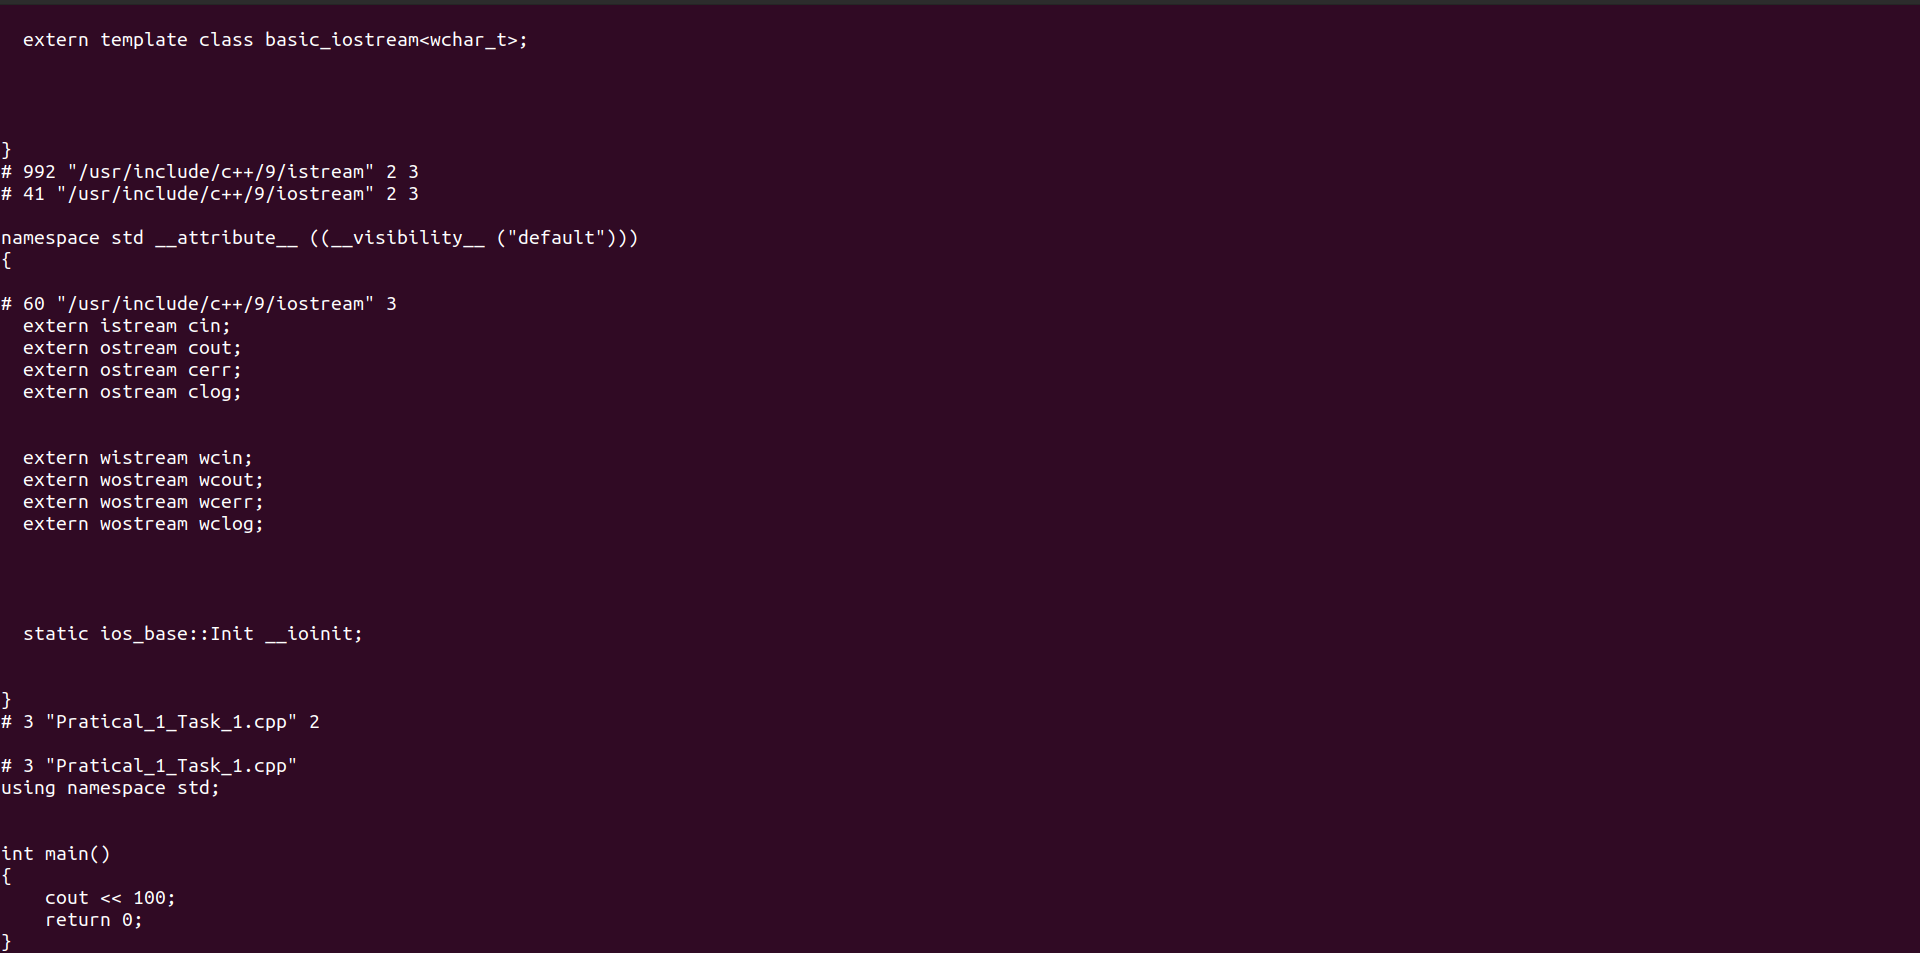 extern template class basic_iostream<wchar_t>;
}
# 992 "/usr/include/c++/9/istream" 2 3
# 41 "/usr/include/c++/9/iostream" 2 3
namespace std __attribute__ ((__visibility__ ("default")))
{
# 60 "/usr/include/c++/9/iostream" 3
extern istream cin;
extern ostream cout;
extern ostream cerr;
extern ostream clog;
extern wistream wcin;
extern wostream wcout;
extern wostream wcerr;
extern wostream wclog;
static ios_base::Init __ioinit;
}
# 3 "Pratical_1_Task_1.cpp" 2
# 3 "Pratical_1_Task_1.cpp"
using namespace std;
int main()
{
cout << 100;
return 0;
}